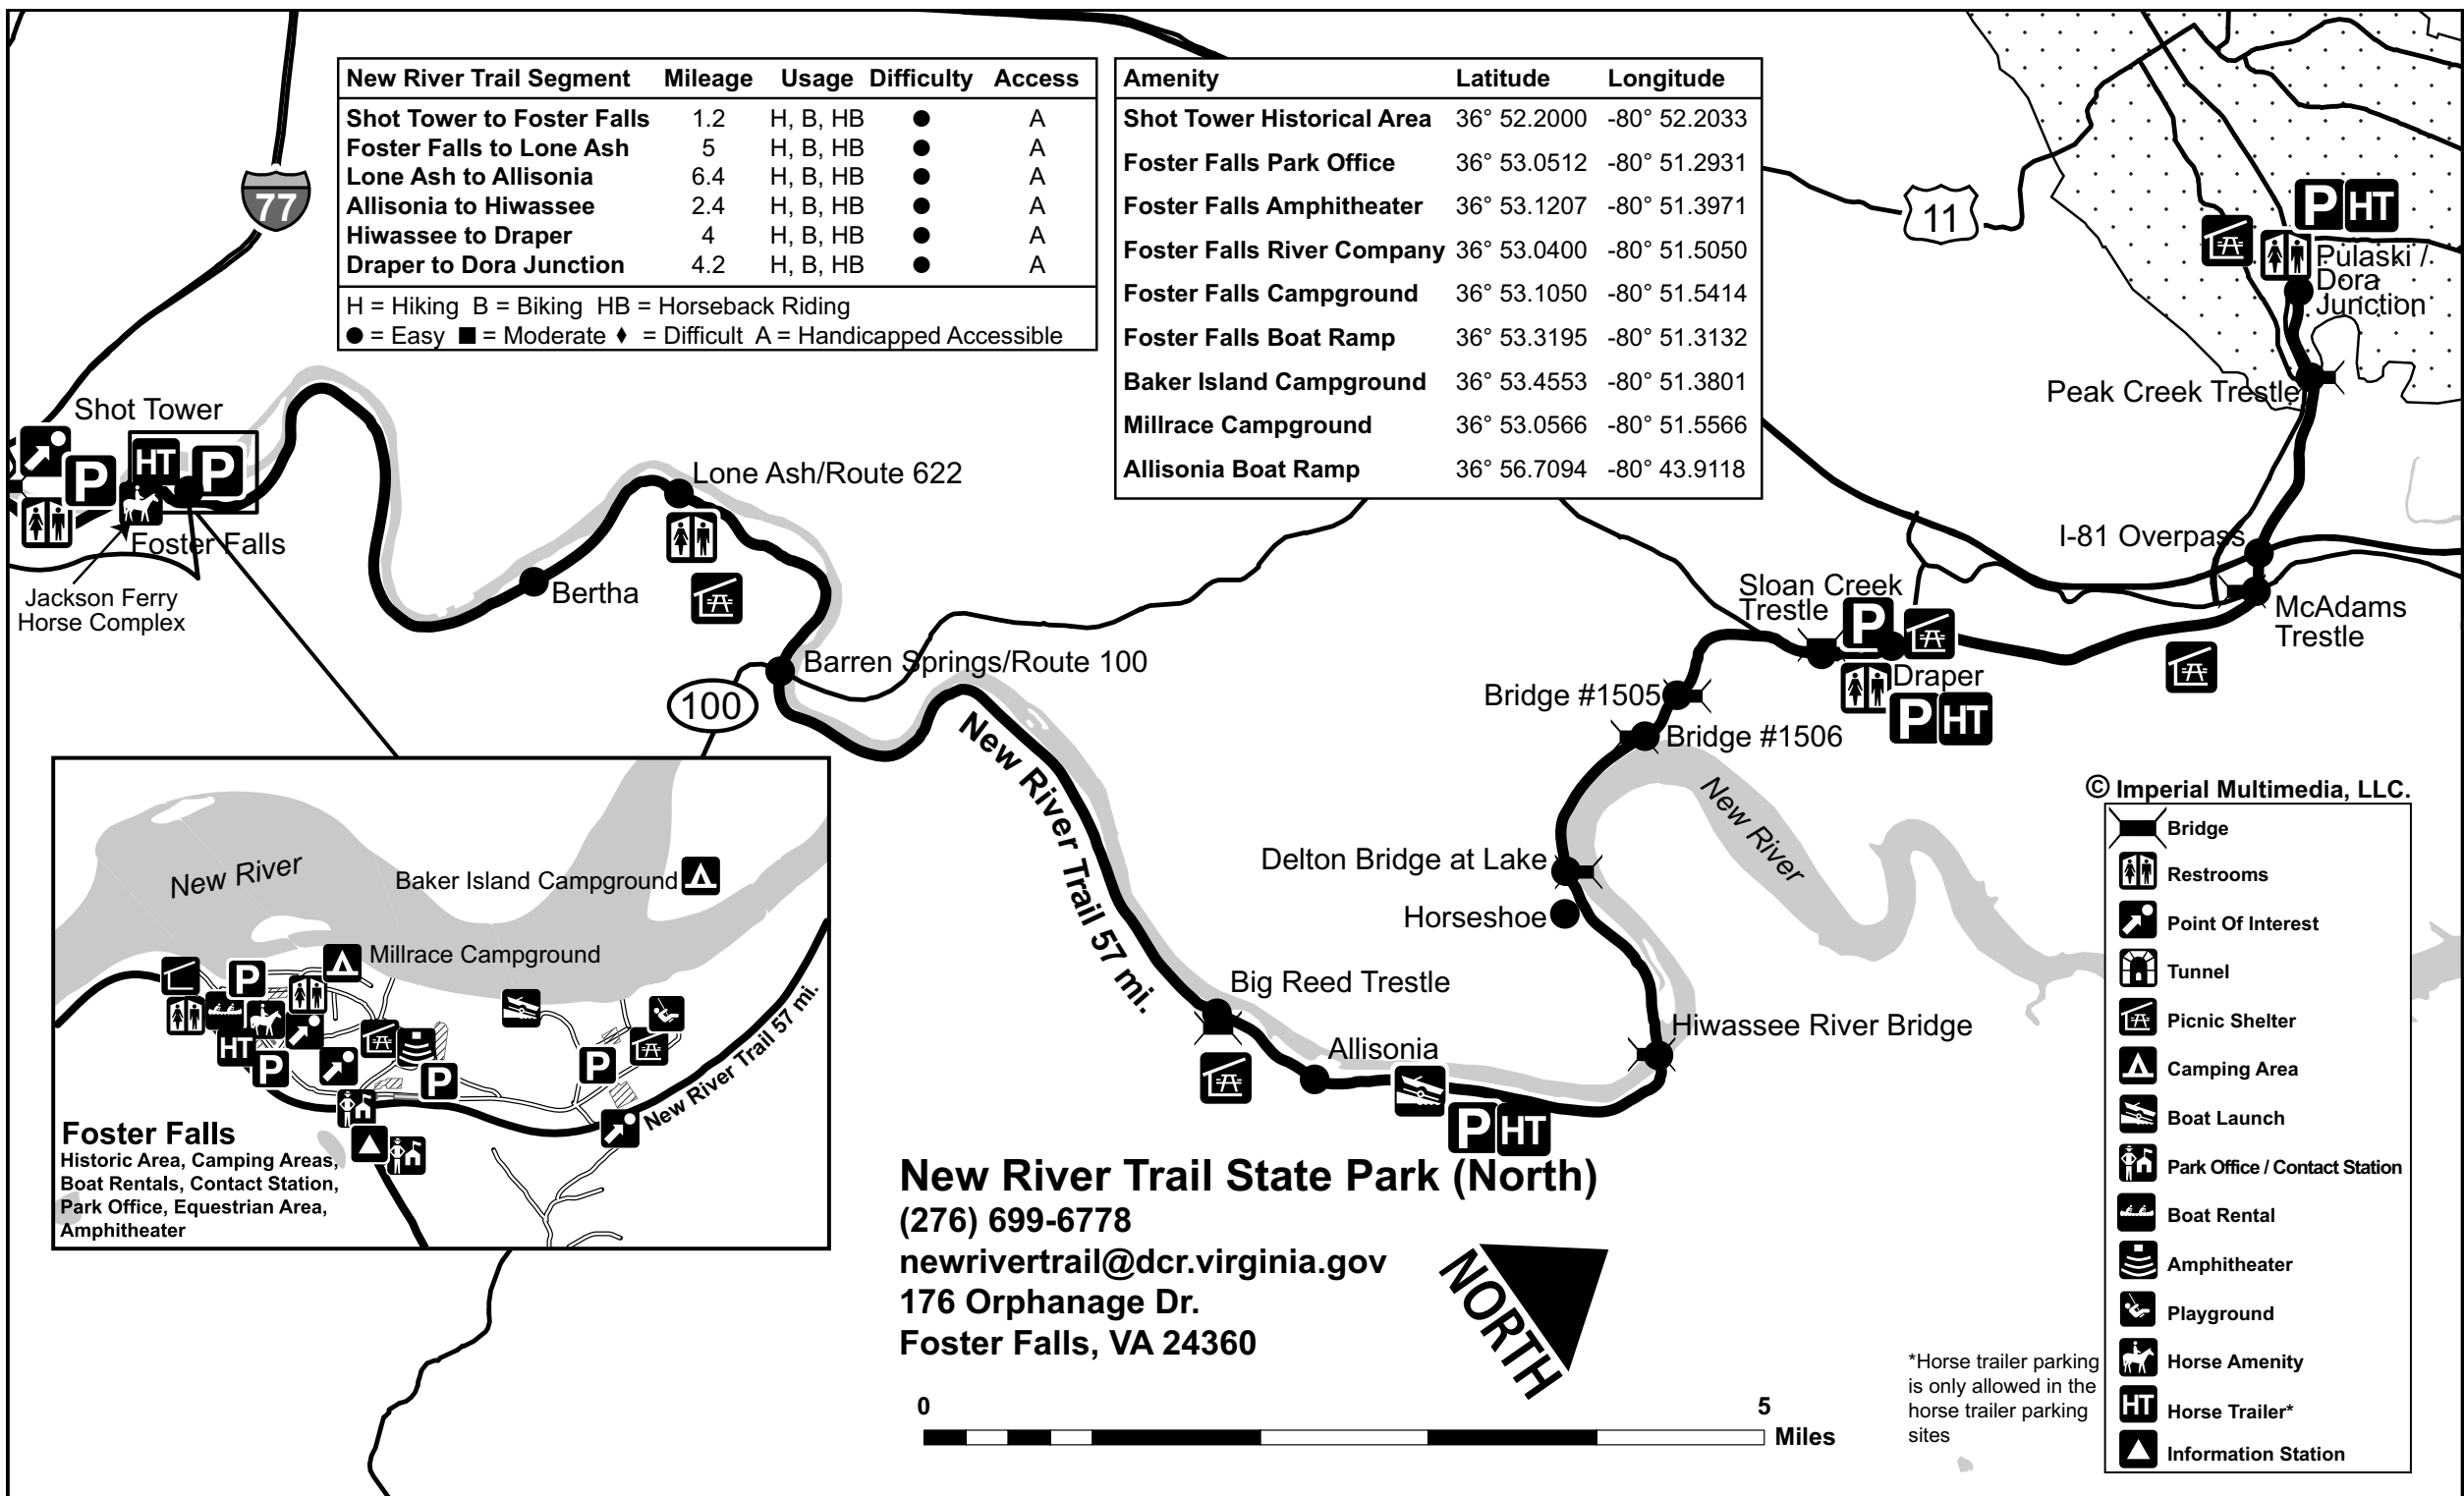 New River Trail Segment Mileage Usage Difficulty Access
Shot Tower to Foster Falls 1.2 H, B, HB ● A
Foster Falls to Lone Ash 5 H, B, HB ● A
Lone Ash to Allisonia 6.4 H, B, HB ● A
Allisonia to Hiwassee 2.4 H, B, HB ● A
Hiwassee to Draper 4 H, B, HB ● A
Draper to Dora Junction 4.2 H, B, HB ● A
H = Hiking B = Biking HB = Horseback Riding
● = Easy ■ = Moderate ♦ = Difficult A = Handicapped Accessible
Amenity Latitude Longitude
Shot Tower Historical Area 36° 52.2000 -80° 52.2033
Foster Falls Park Office 36° 53.0512 -80° 51.2931
Foster Falls Amphitheater 36° 53.1207 -80° 51.3971
Foster Falls River Company 36° 53.0400 -80° 51.5050
Foster Falls Campground 36° 53.1050 -80° 51.5414
Foster Falls Boat Ramp 36° 53.3195 -80° 51.3132
Baker Island Campground 36° 53.4553 -80° 51.3801
Millrace Campground 36° 53.0566 -80° 51.5566
Allisonia Boat Ramp 36° 56.7094 -80° 43.9118
77
11
P HT
Pulaski /
Dora
Junction
Peak Creek Trestle
I-81 Overpass
McAdams
Trestle
Shot Tower
P
HT
P
Foster Falls
Jackson Ferry
Horse Complex
Lone Ash/Route 622
Bertha
Barren Springs/Route 100
100
Sloan Creek
Trestle
P
Draper
P HT
Bridge #1505
Bridge #1506
New River
New River Trail 57 mi.
Delton Bridge at Lake
Horseshoe
Big Reed Trestle
Hiwassee River Bridge
Allisonia
P HT
New River
Baker Island Campground
Millrace Campground
P
HT
P
P
P
New River Trail 57 mi.
Foster Falls
Historic Area, Camping Areas,
Boat Rentals, Contact Station,
Park Office, Equestrian Area,
Amphitheater
New River Trail State Park (North)
(276) 699-6778
newrivertrail@dcr.virginia.gov
176 Orphanage Dr.
Foster Falls, VA 24360
NORTH
0 5
Miles
© Imperial Multimedia, LLC.
Bridge
Restrooms
Point Of Interest
Tunnel
Picnic Shelter
Camping Area
Boat Launch
Park Office / Contact Station
Boat Rental
Amphitheater
Playground
Horse Amenity
HT Horse Trailer*
Information Station
*Horse trailer parking
is only allowed in the
horse trailer parking
sites